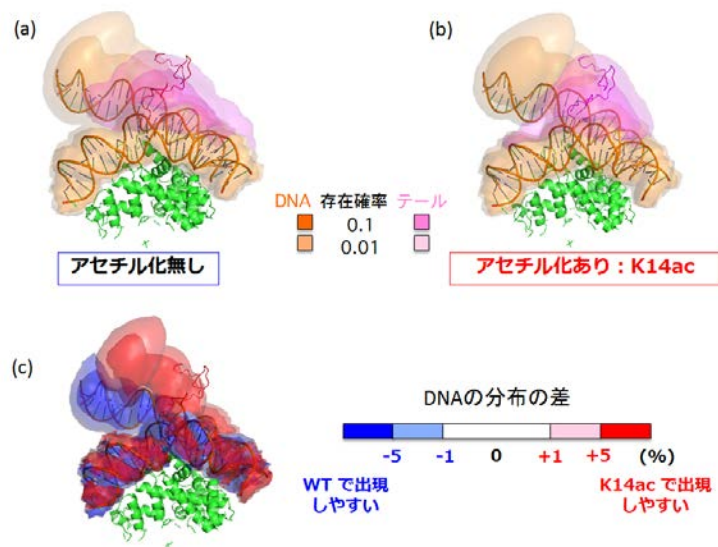 (a)
(b)
DNA 存在確率 テール
0.1
0.01
アセチル化無し
アセチル化あり：K14ac
(c)
DNAの分布の差
-5 -1 0 +1 +5 (%)
WT で出現
しやすい
K14ac で出現
しやすい